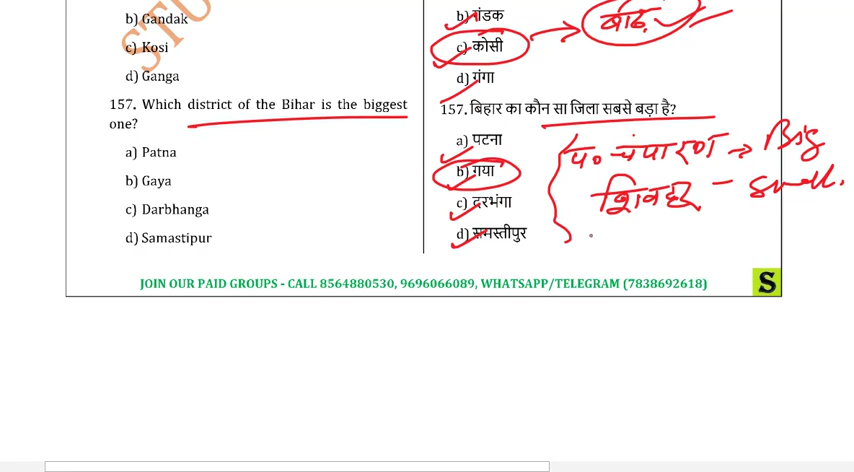 b) Gandak
c) Kosi
d) Ganga
157. Which district of the Bihar is the biggest
one?
a) Patna
b) Gaya
c) Darbhanga
d) Samastipur
b) गंडक
c) कोसी
d) गंगा
बाढ़
157. बिहार का कौन सा जिला सबसे बड़ा है?
a) पटना
b) गया
c) दरभंगा
d) समस्तीपुर
प० चंपारण → Big
शिवहर - Small.
STU
JOIN OUR PAID GROUPS - CALL 8564880530, 9696066089, WHATSAPP/TELEGRAM (7838692618)
S